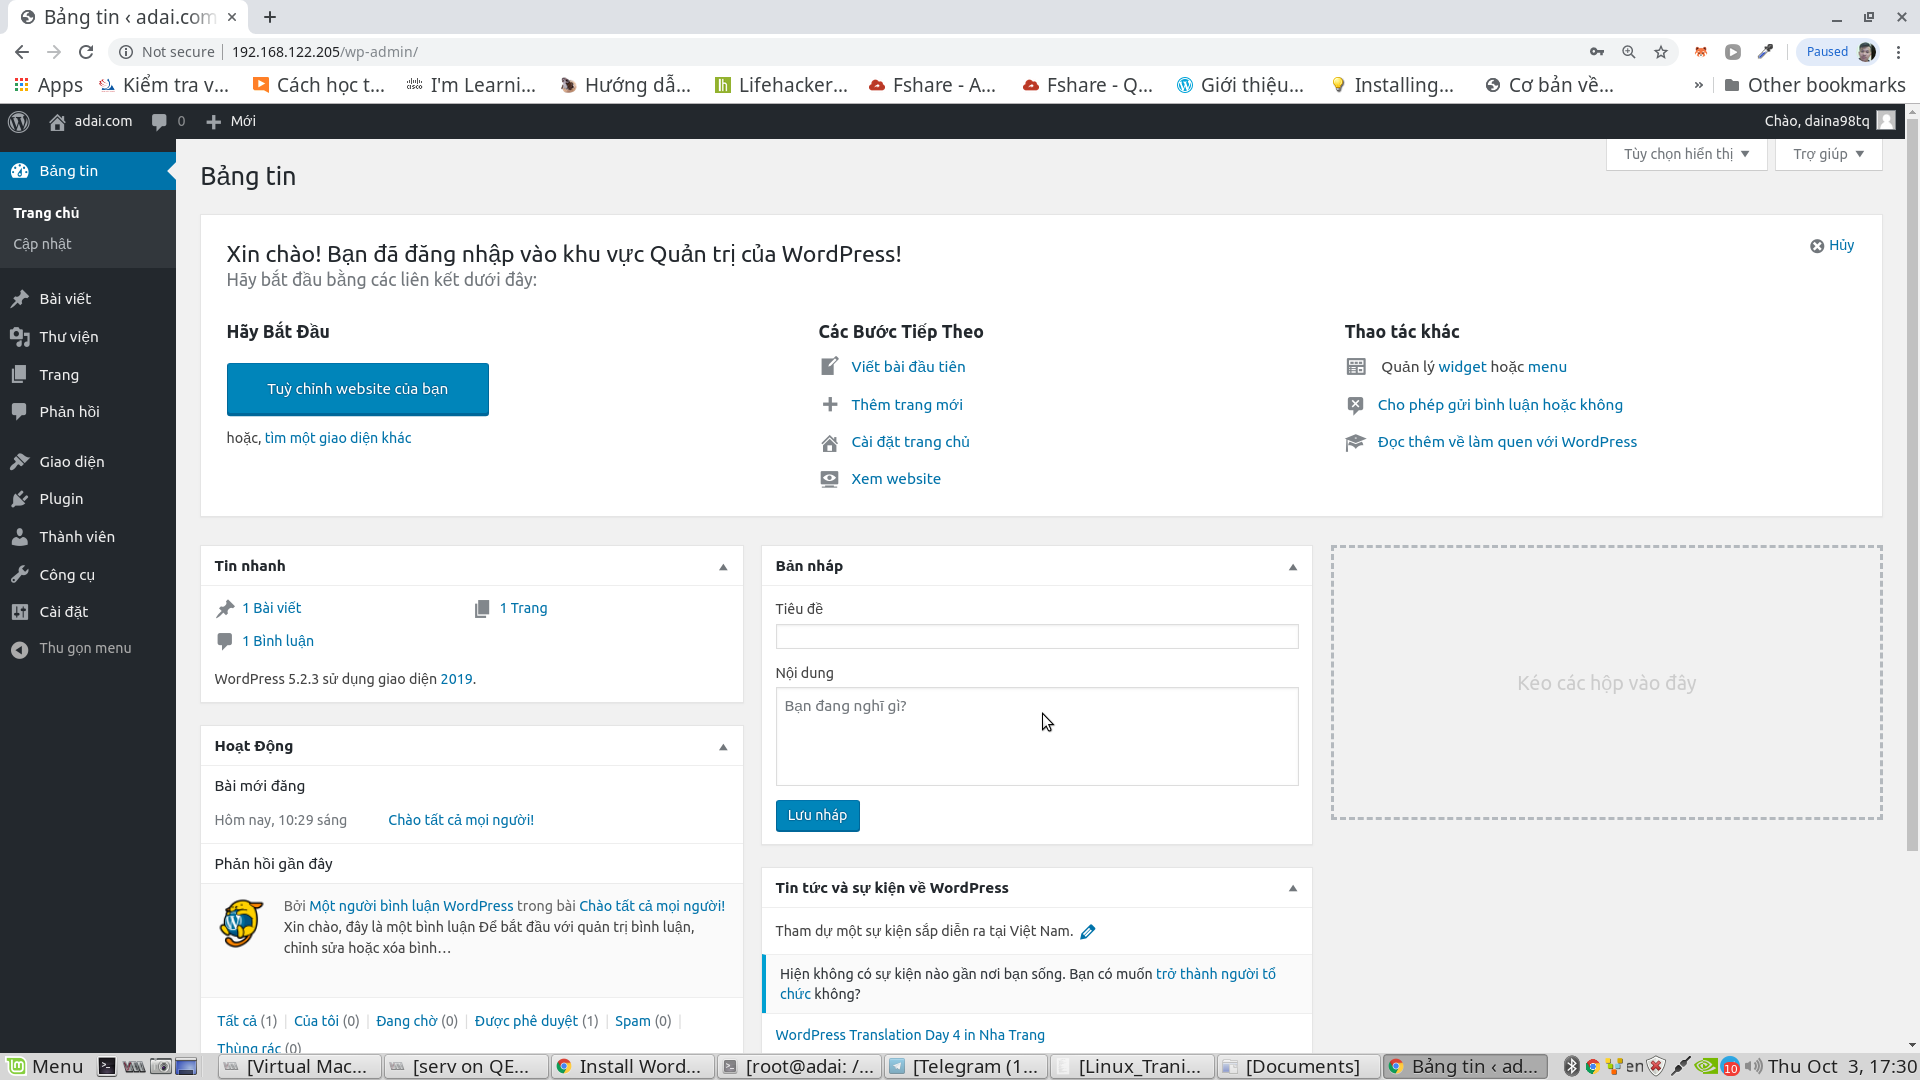 Bảng tin ‹ adai.com
Not secure
192.168.122.205/wp-admin/
Paused
Apps
Kiểm tra v...
Cách học t...
I'm Learni...
Hướng dẫ...
Lifehacker...
Fshare - A...
Fshare - Q...
Giới thiệu...
Installing...
Cơ bản về...
»
Other bookmarks
adai.com
0
Mới
Chào, daina98tq
Tùy chọn hiển thị
Trợ giúp
Bảng tin
Trang chủ
Cập nhật
Bài viết
Thư viện
Trang
Phản hồi
Giao diện
Plugin
Thành viên
Công cụ
Cài đặt
Thu gọn menu
Bảng tin
Xin chào! Bạn đã đăng nhập vào khu vực Quản trị của WordPress!
Hãy bắt đầu bằng các liên kết dưới đây:
Hủy
Hãy Bắt Đầu
Tuỳ chỉnh website của bạn
hoặc, tìm một giao diện khác
Các Bước Tiếp Theo
Viết bài đầu tiên
Thêm trang mới
Cài đặt trang chủ
Xem website
Thao tác khác
Quản lý widget hoặc menu
Cho phép gửi bình luận hoặc không
Đọc thêm về làm quen với WordPress
Tin nhanh
1 Bài viết
1 Trang
1 Bình luận
WordPress 5.2.3 sử dụng giao diện 2019.
Hoạt Động
Bài mới đăng
Hôm nay, 10:29 sáng
Chào tất cả mọi người!
Phản hồi gần đây
Bởi Một người bình luận WordPress trong bài Chào tất cả mọi người!
Xin chào, đây là một bình luận Để bắt đầu với quản trị bình luận,
chỉnh sửa hoặc xóa bình…
Tất cả (1) | Của tôi (0) | Đang chờ (0) | Được phê duyệt (1) | Spam (0) |
Thùng rác (0)
Bản nháp
Tiêu đề
Nội dung
Bạn đang nghĩ gì?
Lưu nháp
Tin tức và sự kiện về WordPress
Tham dự một sự kiện sắp diễn ra tại Việt Nam.
Hiện không có sự kiện nào gần nơi bạn sống. Bạn có muốn trở thành người tổ
chức không?
WordPress Translation Day 4 in Nha Trang
Kéo các hộp vào đây
Menu
[Virtual Mac...
[serv on QE...
Install Word...
[root@adai: /...
[Telegram (1...
[Linux_Trani...
[Documents]
Bảng tin ‹ ad...
en
10
Thu Oct 3, 17:30